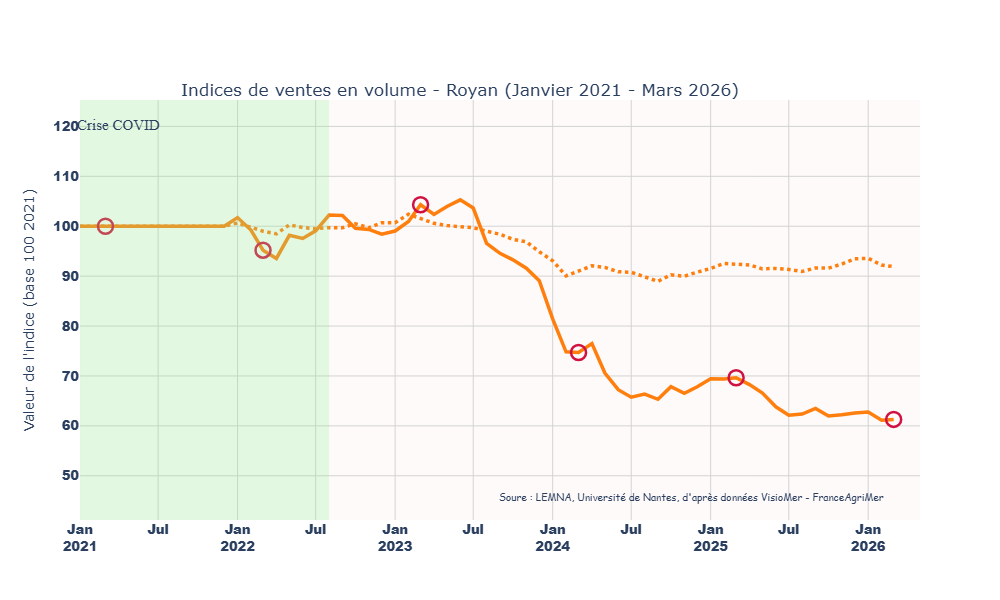 Indices de ventes en volume - Royan (Janvier 2021 - Mars 2026)
Crise COVID
Valeur de l'indice (base 100 2021)
120
110
100
90
80
70
60
50
Soure : LEMNA, Université de Nantes, d'après données VisioMer - FranceAgriMer
Jan Jul Jan Jul Jan Jul Jan Jul Jan Jul Jan
2021 2022 2023 2024 2025 2026